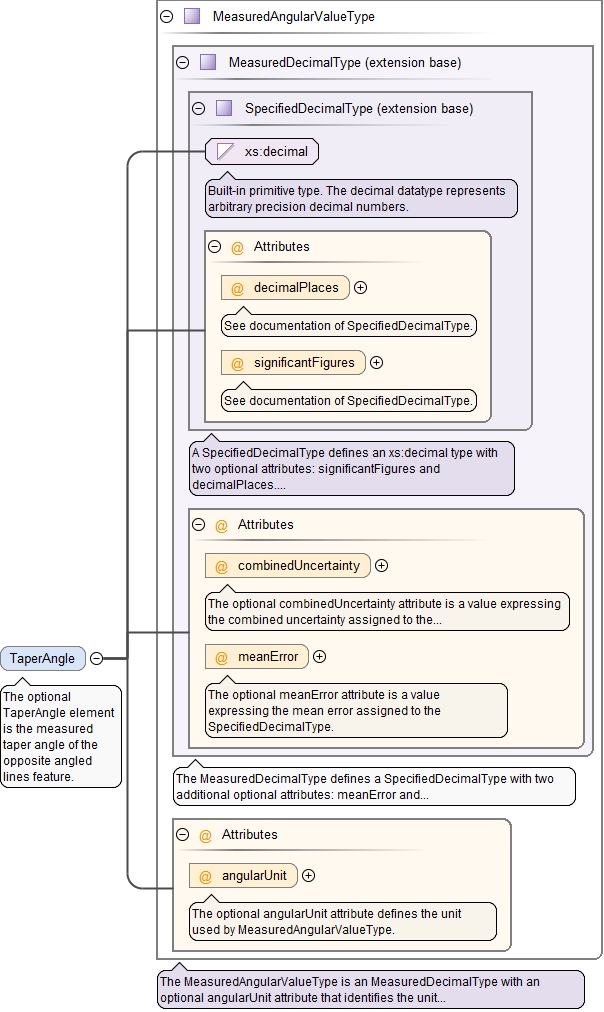 MeasuredAngularValueType
MeasuredDecimalType (extension base)
SpecifiedDecimalType (extension base)
xs:decimal
Built-in primitive type. The decimal datatype represents
arbitrary precision decimal numbers.
@ Attributes
@ decimalPlaces
See documentation of SpecifiedDecimalType.
@ significantFigures
See documentation of SpecifiedDecimalType.
A SpecifiedDecimalType defines an xs:decimal type with
two optional attributes: significantFigures and
decimalPlaces....
@ Attributes
@ combinedUncertainty
The optional combinedUncertainty attribute is a value expressing
the combined uncertainty assigned to the...
@ meanError
The optional meanError attribute is a value
expressing the mean error assigned to the
SpecifiedDecimalType.
TaperAngle
The optional
TaperAngle element
is the measured
taper angle of the
opposite angled
lines feature.
The MeasuredDecimalType defines a SpecifiedDecimalType with two
additional optional attributes: meanError and...
@ Attributes
@ angularUnit
The optional angularUnit attribute defines the unit
used by MeasuredAngularValueType.
The MeasuredAngularValueType is an MeasuredDecimalType with an
optional angularUnit attribute that identifies the unit...